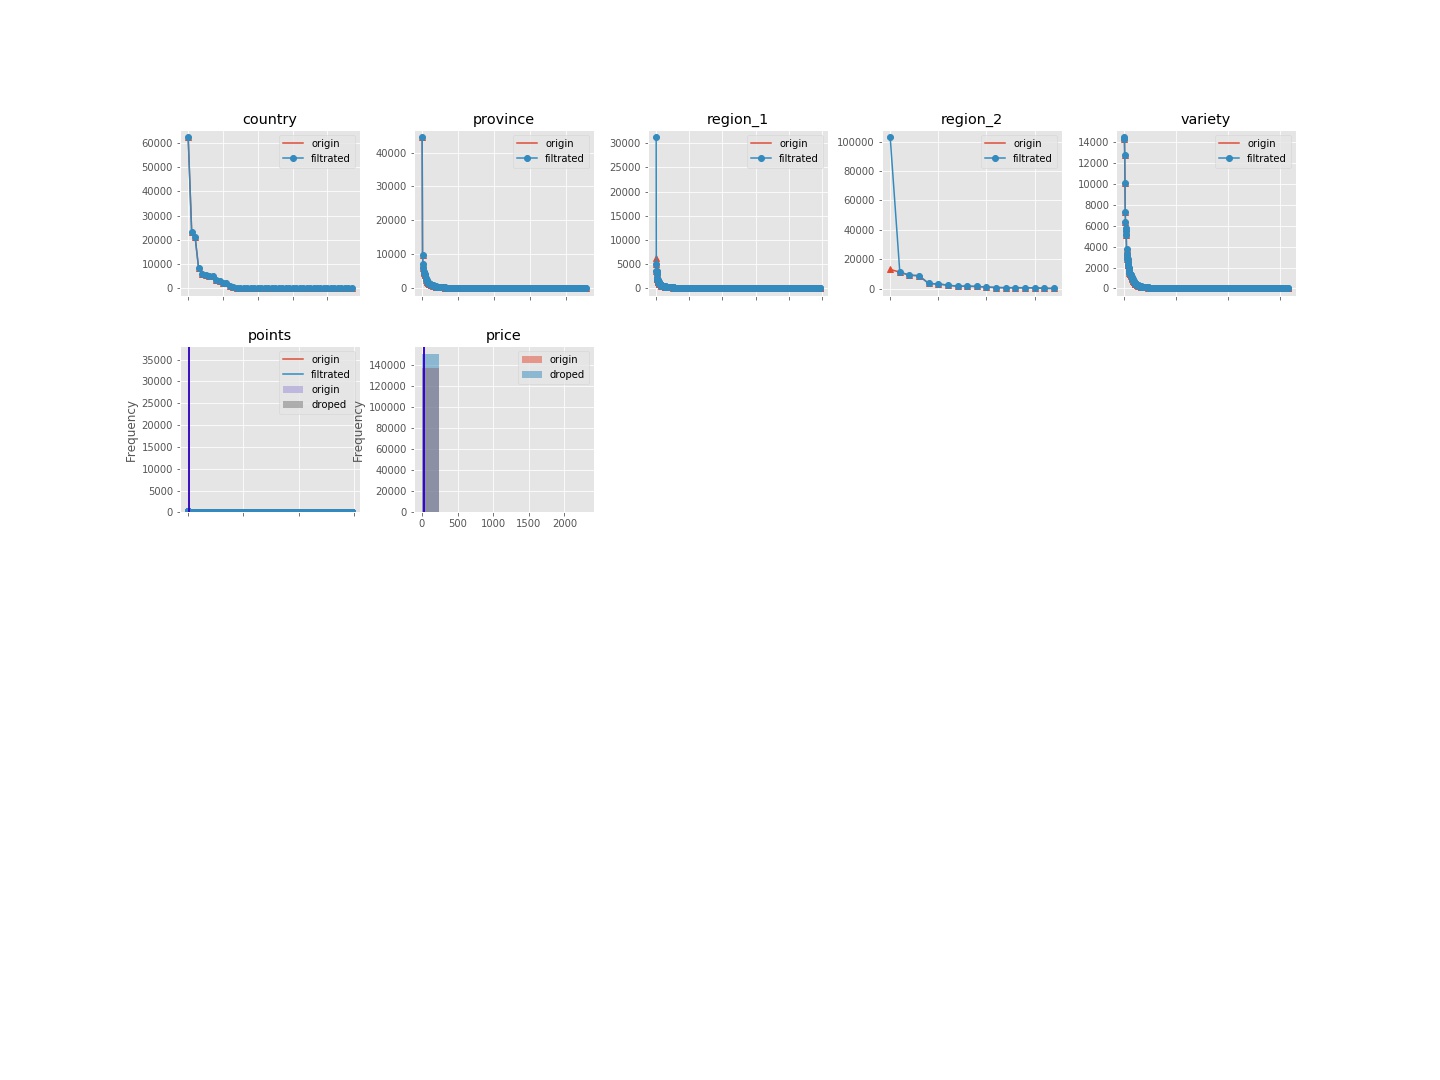 country
60000
50000
40000
30000
20000
10000
0
origin
filtrated
province
40000
30000
20000
10000
0
origin
filtrated
region_1
30000
25000
20000
15000
10000
5000
0
origin
filtrated
region_2
100000
80000
60000
40000
20000
0
origin
filtrated
variety
14000
12000
10000
8000
6000
4000
2000
0
origin
filtrated
points
Frequency
35000
30000
25000
20000
15000
10000
5000
0
origin
filtrated
origin
droped
price
Frequency
140000
120000
100000
80000
60000
40000
20000
0
origin
droped
0 500 1000 1500 2000